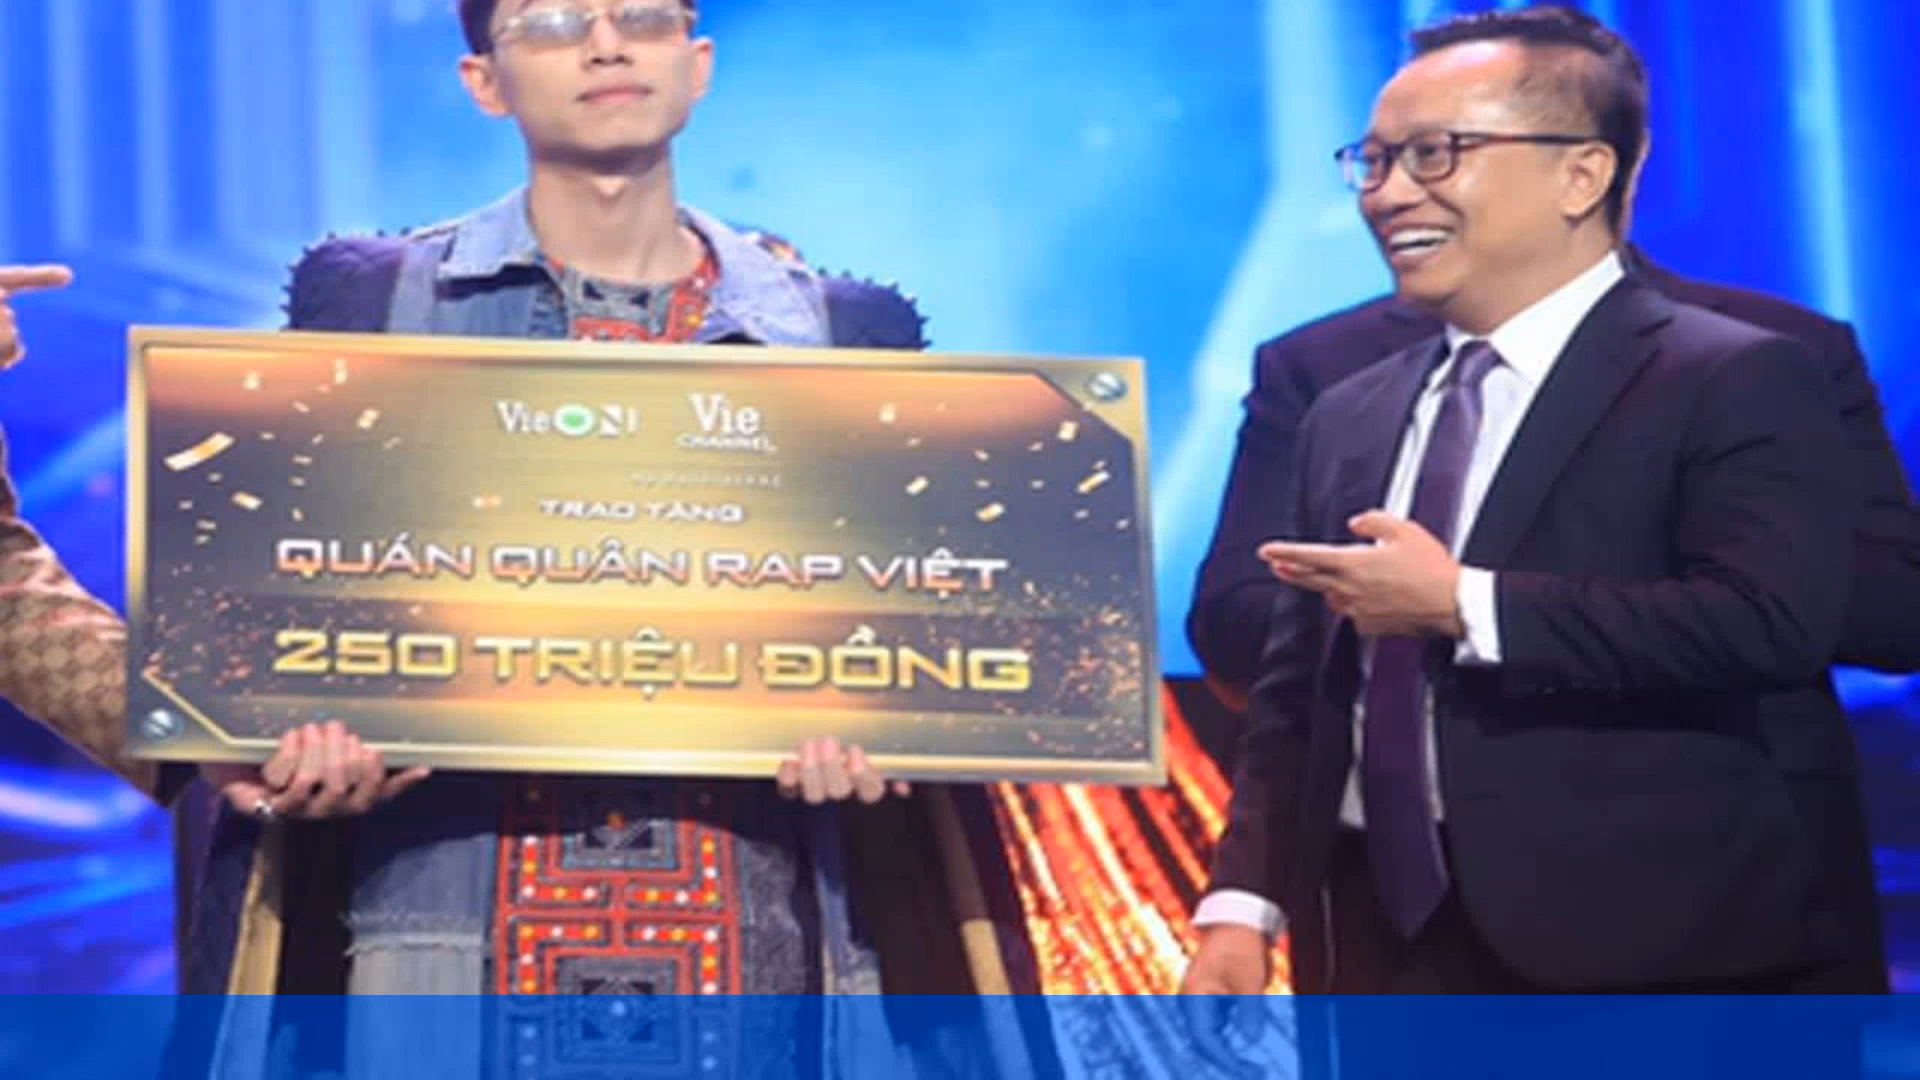 VieON Vie
CHANNEL
TRAO TẶNG
QUÁN QUÂN RAP VIỆT
250 TRIỆU ĐỒNG